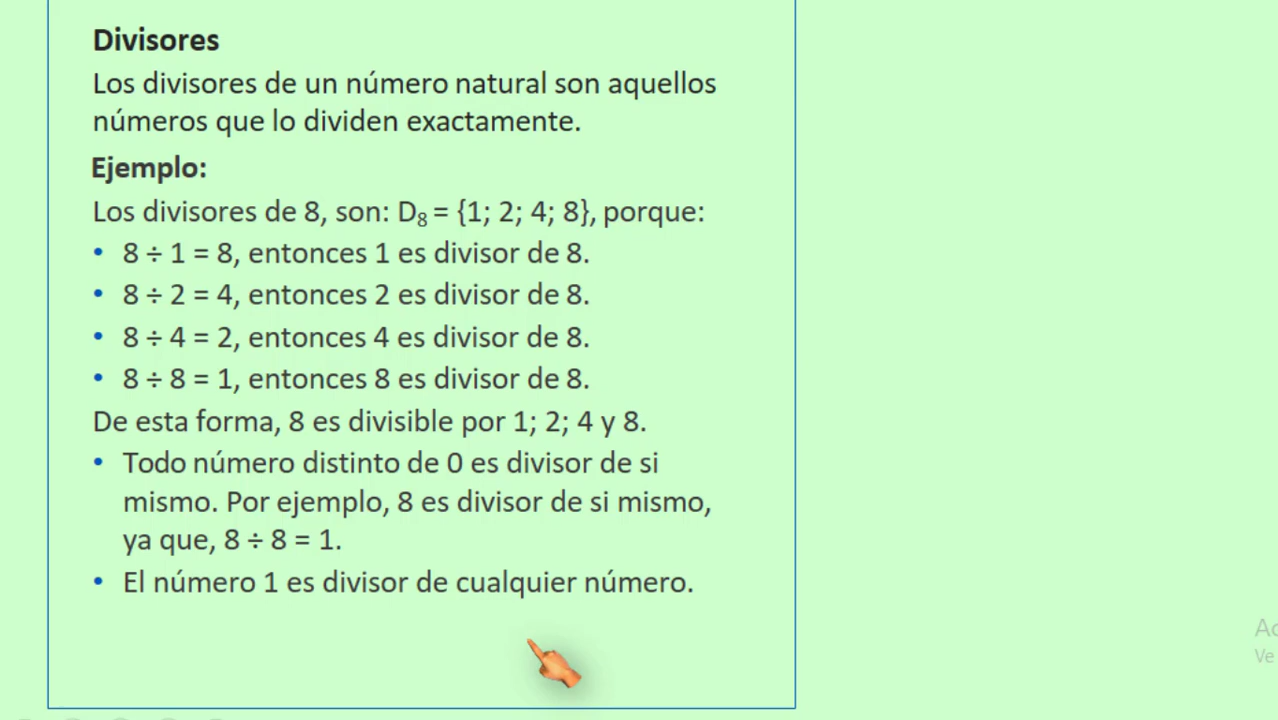 Divisores
Los divisores de un número natural son aquellos
números que lo dividen exactamente.
Ejemplo:
Los divisores de 8, son: D₈ = {1; 2; 4; 8}, porque:
• 8 ÷ 1 = 8, entonces 1 es divisor de 8.
• 8 ÷ 2 = 4, entonces 2 es divisor de 8.
• 8 ÷ 4 = 2, entonces 4 es divisor de 8.
• 8 ÷ 8 = 1, entonces 8 es divisor de 8.
De esta forma, 8 es divisible por 1; 2; 4 y 8.
• Todo número distinto de 0 es divisor de si
mismo. Por ejemplo, 8 es divisor de si mismo,
ya que, 8 ÷ 8 = 1.
• El número 1 es divisor de cualquier número.